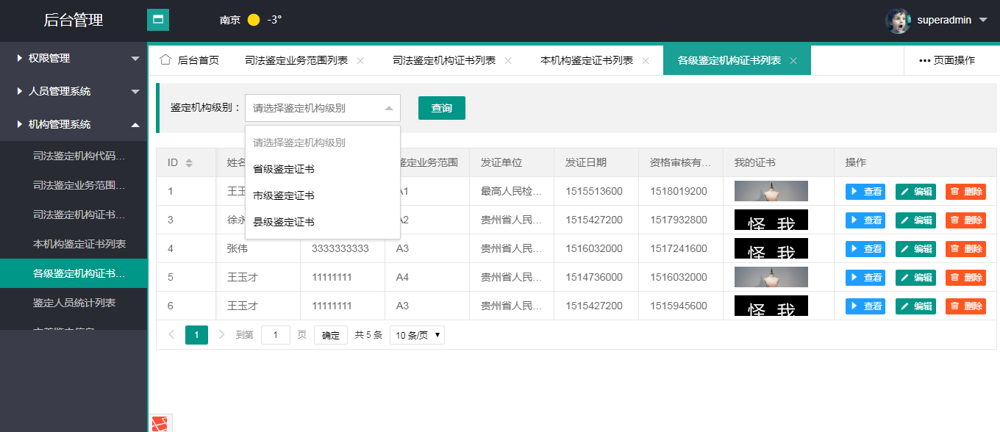 后台管理
南京 -3°
superadmin
权限管理
人员管理系统
机构管理系统
司法鉴定机构代码...
司法鉴定业务范围...
司法鉴定机构证书...
本机构鉴定证书列表
各级鉴定机构证书...
鉴定人员统计列表
后台首页 司法鉴定业务范围列表 司法鉴定机构证书列表 本机构鉴定证书列表 各级鉴定机构证书列表 页面操作
鉴定机构级别： 请选择鉴定机构级别 查询
请选择鉴定机构级别
省级鉴定证书
市级鉴定证书
县级鉴定证书
ID 姓名 鉴定业务范围 发证单位 发证日期 资格审核有... 我的证书 操作
1 王玉 A1 最高人民检... 1515513600 1518019200 查看 编辑 删除
3 徐永 A2 贵州省人民... 1515427200 1517932800 怪 我 查看 编辑 删除
4 张伟 3333333333 A3 贵州省人民... 1516032000 1517241600 怪 我 查看 编辑 删除
5 王玉才 11111111 A4 贵州省人民... 1514736000 1516032000 查看 编辑 删除
6 王玉才 11111111 A3 贵州省人民... 1515427200 1515945600 怪 我 查看 编辑 删除
1 到第 1 页 确定 共 5 条 10 条/页